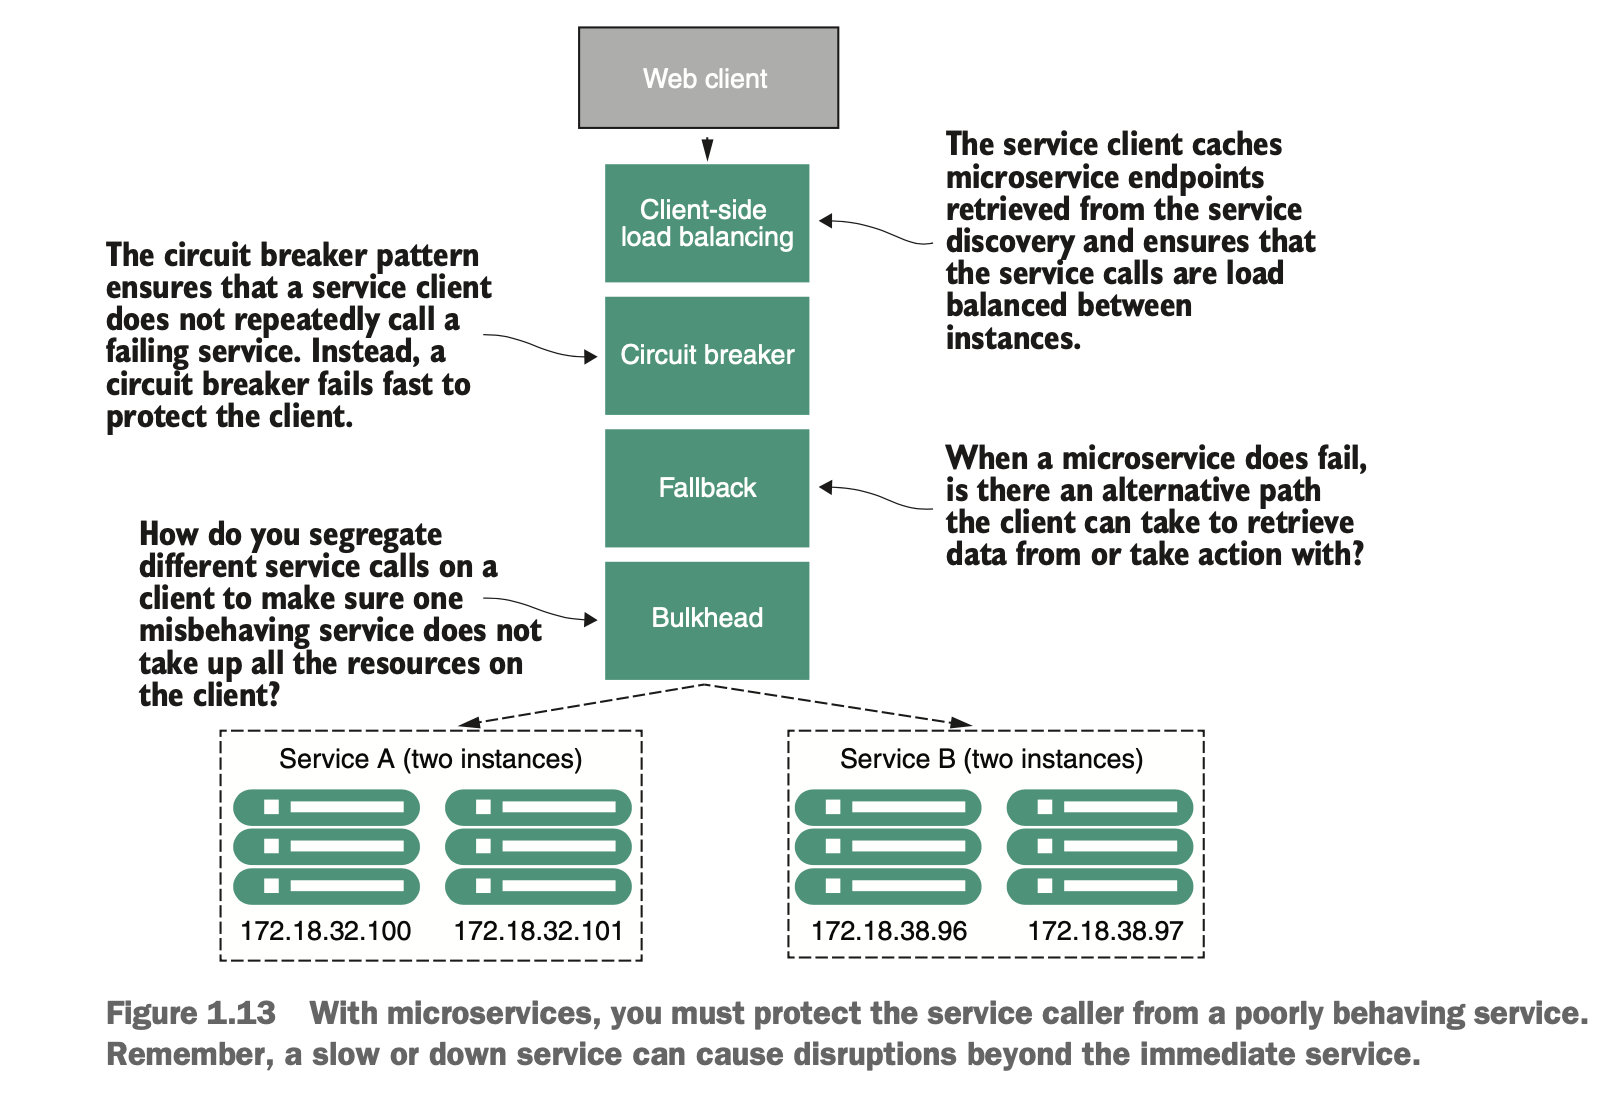 Web client
Client-side
load balancing
The service client caches
microservice endpoints
retrieved from the service
discovery and ensures that
the service calls are load
balanced between
instances.
The circuit breaker pattern
ensures that a service client
does not repeatedly call a
failing service. Instead, a
circuit breaker fails fast to
protect the client.
Circuit breaker
Fallback
When a microservice does fail,
is there an alternative path
the client can take to retrieve
data from or take action with?
How do you segregate
different service calls on a
client to make sure one
misbehaving service does not
take up all the resources on
the client?
Bulkhead
Service A (two instances)
172.18.32.100
172.18.32.101
Service B (two instances)
172.18.38.96
172.18.38.97
Figure 1.13 With microservices, you must protect the service caller from a poorly behaving service.
Remember, a slow or down service can cause disruptions beyond the immediate service.